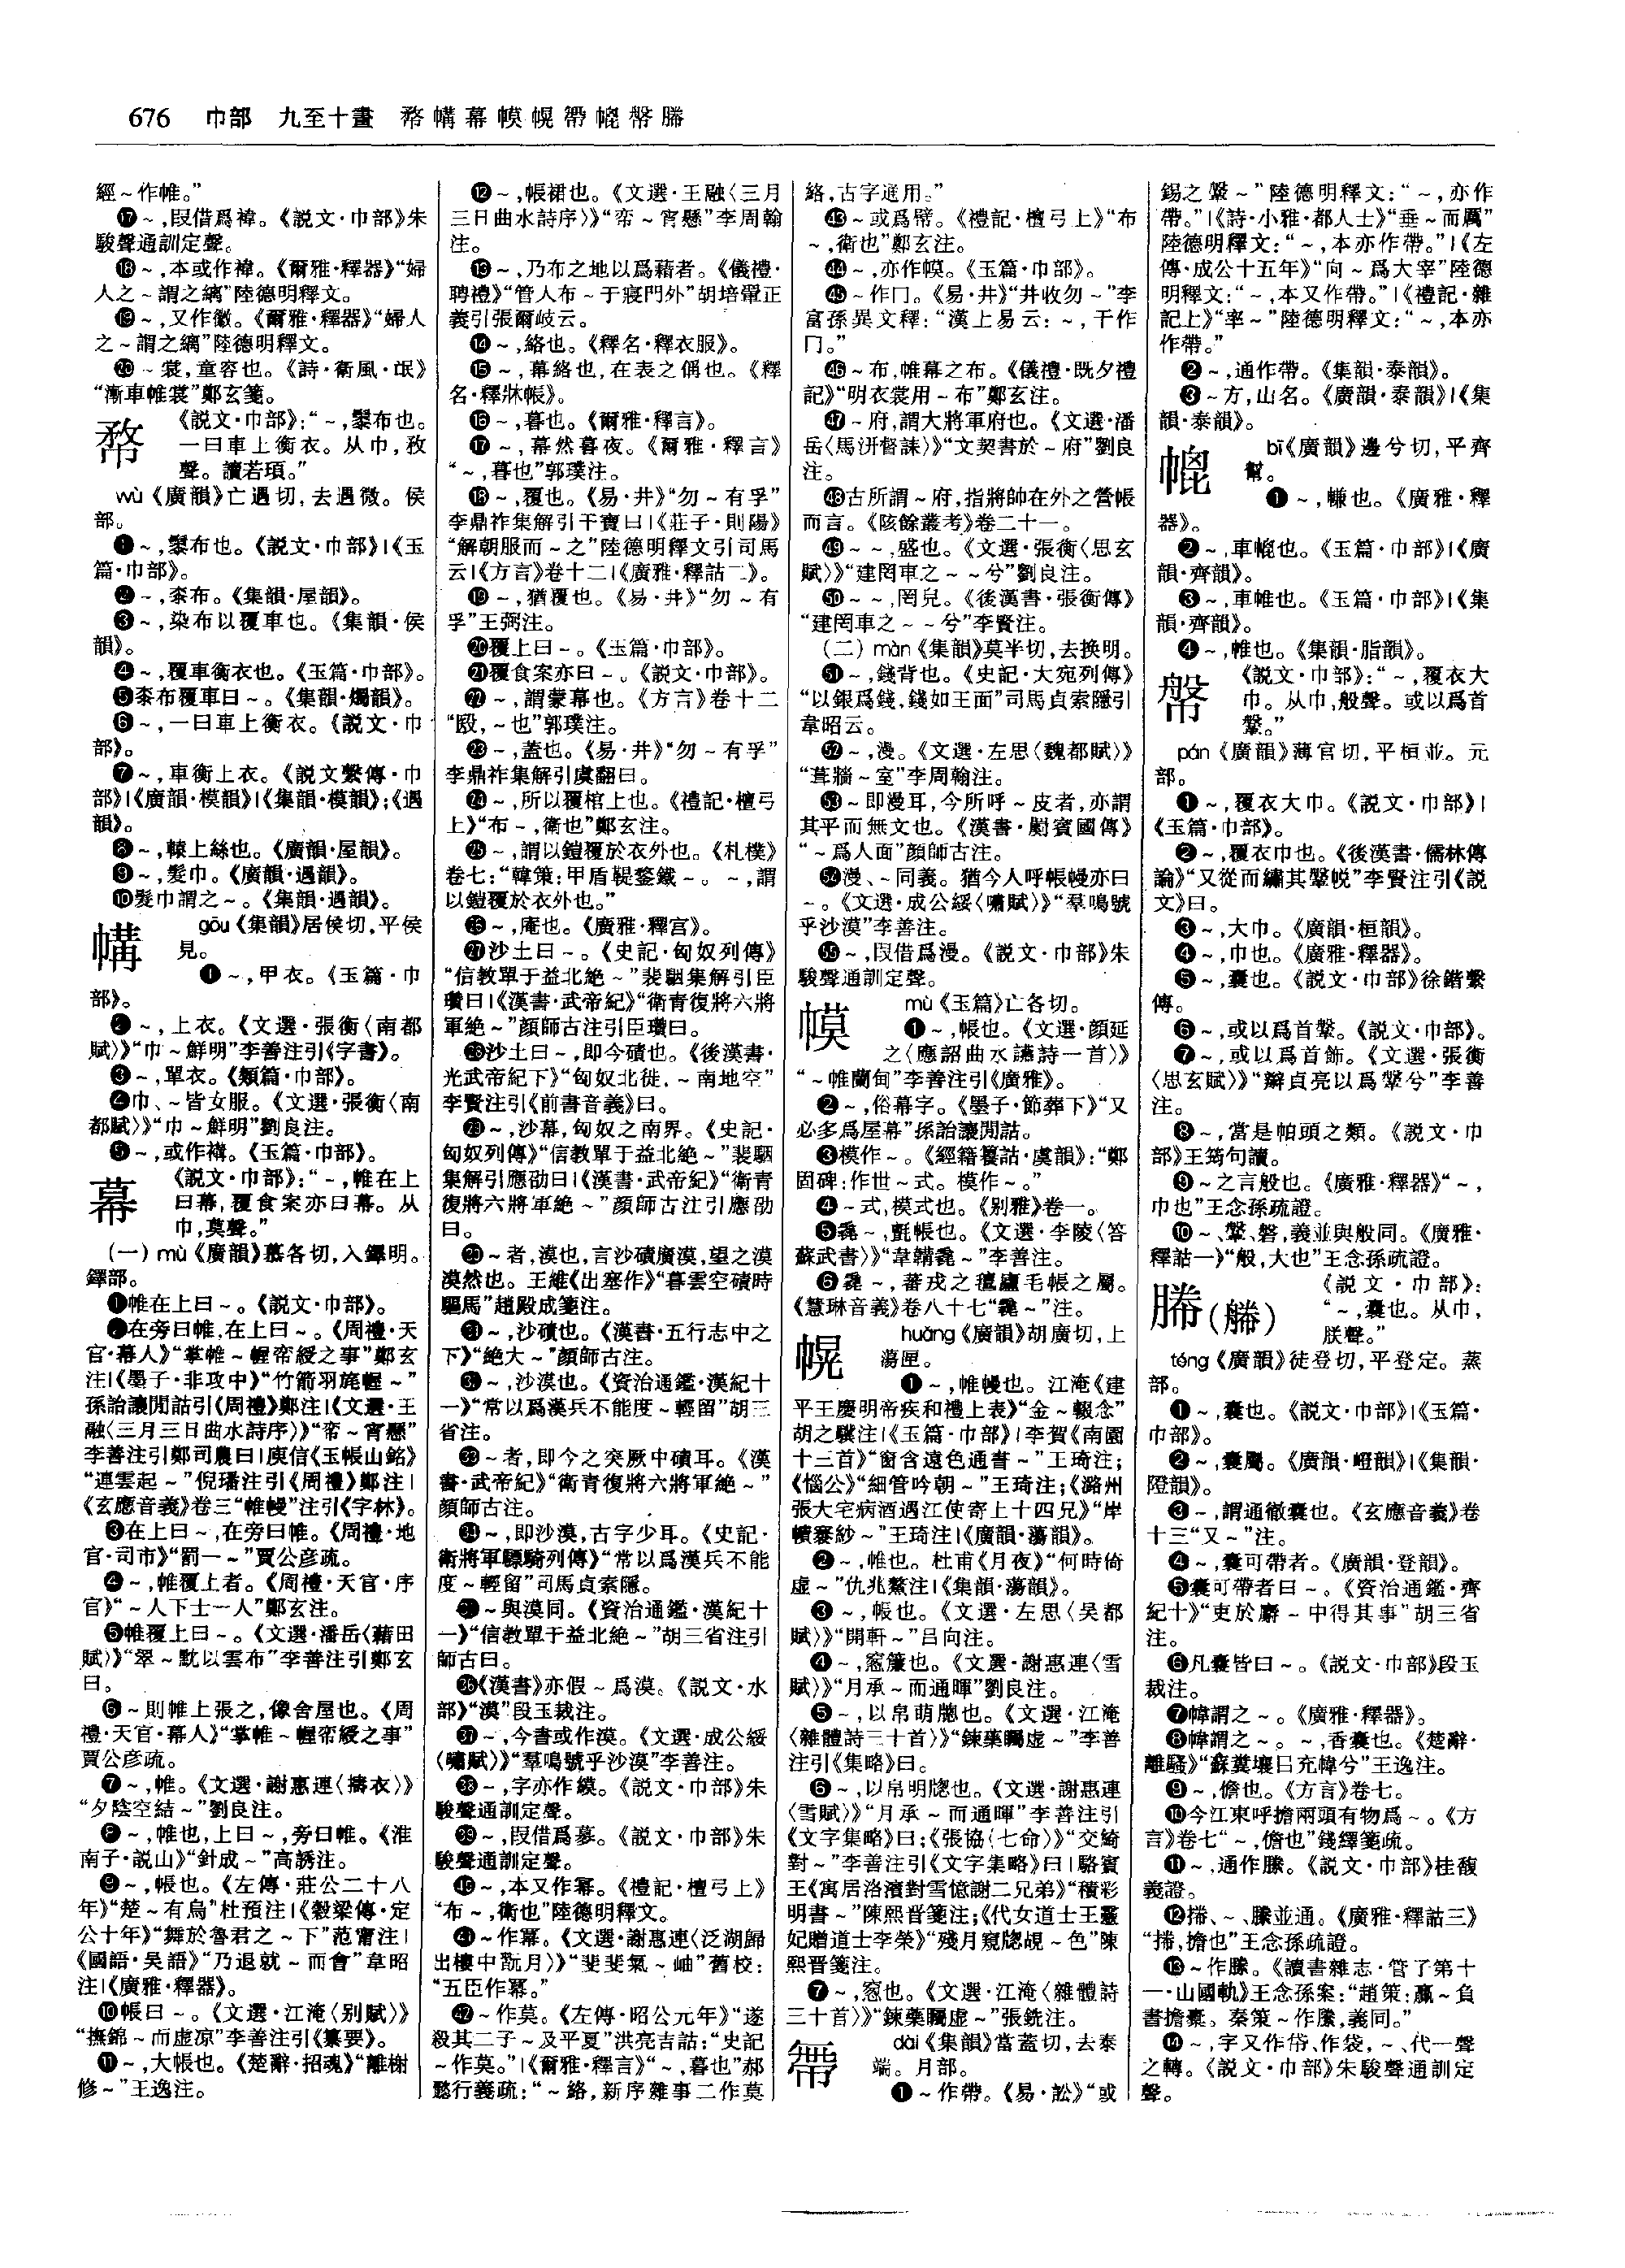 676 巾部 九至十畫 㡔㡚幕幙幌㡜㡙幋幐
經～作帷。”
⓱～,叚借爲褘。《説文·巾部》朱
駿聲通訓定聲。
⓲～,本或作褘。《爾雅·釋器》“婦
人之～謂之縭”陸德明釋文。
⓳～,又作徽。《爾雅·釋器》“婦人
之～謂之縭”陸德明釋文。
⓴～裳,童容也。《詩·衛風·氓》
“漸車帷裳”鄭玄箋。
㡔
《説文·巾部》:“～,䰍布也。
一曰車上衡衣。从巾,敄
聲。讀若頊。”
wù《廣韻》亡遇切,去遇微。侯
部。
❶～,䰍布也。《説文·巾部》|《玉
篇·巾部》。
❷～,桼布。《集韻·屋韻》。
❸～,染布以覆車也。《集韻·侯
韻》。
❹～,覆車衡衣也。《玉篇·巾部》。
❺桼布覆車曰～。《集韻·燭韻》。
❻～,一曰車上衡衣。《説文·巾
部》。
❼～,車衡上衣。《説文繫傳·巾
部》|《廣韻·模韻》|《集韻·模韻》;《遇
韻》。
❽～,轅上絲也。《廣韻·屋韻》。
❾～,髮巾。《廣韻·遇韻》。
❿髮巾謂之～。《集韻·遇韻》。
㡚
gōu《集韻》居侯切,平侯
見。
❶～,甲衣。《玉篇·巾
部》。
❷～,上衣。《文選·張衡〈南都
賦〉》“巾～鮮明”李善注引《字書》。
❸～,單衣。《類篇·巾部》。
❹巾、～皆女服。《文選·張衡〈南
都賦〉》“巾～鮮明”劉良注。
❺～,或作褠。《玉篇·巾部》。
幕
《説文·巾部》:“～,帷在上
曰幕,覆食案亦曰幕。从
巾,莫聲。”
(一)mù《廣韻》慕各切,入鐸明。
鐸部。
❶帷在上曰～。《説文·巾部》。
❷在旁曰帷,在上曰～。《周禮·天
官·幕人》“掌帷～幄帟綬之事”鄭玄
注|《墨子·非攻中》“竹箭羽旄幄～”
孫詒讓閒詁引《周禮》鄭注|《文選·王
融〈三月三日曲水詩序〉》“帟～宵懸”
李善注引鄭司農曰|庾信《玉帳山銘》
“連雲起～”倪璠注引《周禮》鄭注|
《玄應音義》卷三“帷幔”注引《字林》。
❸在上曰～,在旁曰帷。《周禮·地
官·司市》“罰一～”賈公彦疏。
❹～,帷覆上者。《周禮·天官·序
官》“～人下士一人”鄭玄注。
❺帷覆上曰～。《文選·潘岳〈藉田
賦〉》“翠～黕以雲布”李善注引鄭玄
曰。
❻～則帷上張之,像舍屋也。《周
禮·天官·幕人》“掌帷～幄帟綬之事”
賈公彦疏。
❼～,帷。《文選·謝惠連〈擣衣〉》
“夕陰空結～”劉良注。
❽～,帷也,上曰～,旁曰帷。《淮
南子·説山》“針成～”高誘注。
❾～,帳也。《左傳·莊公二十八
年》“楚～有烏”杜預注|《穀梁傳·定
公十年》“舞於魯君之～下”范甯注|
《國語·吴語》“乃退就～而會”韋昭
注|《廣雅·釋器》。
❿帳曰～。《文選·江淹〈别賦〉》
“撫錦～而虚凉”李善注引《纂要》。
⓫～,大帳也。《楚辭·招魂》“離榭
修～”王逸注。
⓬～,帳裙也。《文選·王融〈三月
三日曲水詩序〉》“帟～宵懸”李周翰
注。
⓭～,乃布之地以爲藉者。《儀禮·
聘禮》“管人布～于寢門外”胡培翬正
義引張爾岐云。
⓮～,絡也。《釋名·釋衣服》。
⓯～,幕絡也,在表之偁也。《釋
名·釋牀帳》。
⓰～,暮也。《爾雅·釋言》。
⓱～,幕然暮夜。《爾雅·釋言》
“～,暮也”郭璞注。
⓲～,覆也。《易·井》“勿～有孚”
李鼎祚集解引干寶曰|《莊子·則陽》
“解朝服而～之”陸德明釋文引司馬
云|《方言》卷十二|《廣雅·釋詁二》。
⓳～,猶覆也。《易·井》“勿～有
孚”王弼注。
⓴覆上曰～。《玉篇·巾部》。
㉑覆食案亦曰～。《説文·巾部》。
㉒～,謂蒙幕也。《方言》卷十二
“毆,～也”郭璞注。
㉓～,蓋也。《易·井》“勿～有孚”
李鼎祚集解引虞翻曰。
㉔～,所以覆棺上也。《禮記·檀弓
上》“布～,衛也”鄭玄注。
㉕～,謂以鎧覆於衣外也。《札樸》
卷七:“韓策:甲盾鞮鍪鐵～。～,謂
以鎧覆於衣外也。”
㉖～,庵也。《廣雅·釋宫》。
㉗沙土曰～。《史記·匈奴列傳》
“信教單于益北絶～”裴駰集解引臣
瓚曰|《漢書·武帝紀》“衛青復將六將
軍絶～”顔師古注引臣瓚曰。
㉘沙土曰～,即今磧也。《後漢書·
光武帝紀下》“匈奴北徙,～南地空”
李賢注引《前書音義》曰。
㉙～,沙幕,匈奴之南界。《史記·
匈奴列傳》“信教單于益北絶～”裴駰
集解引應劭曰|《漢書·武帝紀》“衛青
復將六將軍絶～”顔師古注引應劭
曰。
㉚～者,漠也,言沙磧廣漠,望之漠
漠然也。王維《出塞作》“暮雲空磧時
驅馬”趙殿成箋注。
㉛～,沙磧也。《漢書·五行志中之
下》“絶大～”顔師古注。
㉜～,沙漠也。《資治通鑑·漢紀十
一》“常以爲漢兵不能度～輕留”胡三
省注。
㉝～者,即今之突厥中磧耳。《漢
書·武帝紀》“衛青復將六將軍絶～”
顔師古注。
㉞～,即沙漠,古字少耳。《史記·
衛將軍驃騎列傳》“常以爲漢兵不能
度～輕留”司馬貞索隱。
㉟～與漠同。《資治通鑑·漢紀十
一》“信教單于益北絶～”胡三省注引
師古曰。
㊱《漢書》亦假～爲漠。《説文·水
部》“漠”段玉裁注。
㊲～,今書或作漠。《文選·成公綏
〈嘯賦〉》“羣鳴號乎沙漠”李善注。
㊳～,字亦作縸。《説文·巾部》朱
駿聲通訓定聲。
㊴～,叚借爲募。《説文·巾部》朱
駿聲通訓定聲。
㊵～,本又作冪。《禮記·檀弓上》
“布～,衛也”陸德明釋文。
㊶～作冪。《文選·謝惠連〈泛湖歸
出樓中翫月〉》“斐斐氣～岫”舊校:
“五臣作冪。”
㊷～作莫。《左傳·昭公元年》“遂
殺其二子～及平夏”洪亮吉詁:“史記
～作莫。”|《爾雅·釋言》“～,暮也”郝
懿行義疏:“～絡,新序雜事二作莫
絡,古字通用。”
㊸～或爲幦。《禮記·檀弓上》“布
～,衛也”鄭玄注。
㊹～,亦作幙。《玉篇·巾部》。
㊺～作冂。《易·井》“井收勿～”李
富孫異文釋:“漢上易云:～,干作
冂。”
㊻～布,帷幕之布。《儀禮·既夕禮
記》“明衣裳用～布”鄭玄注。
㊼～府,謂大將軍府也。《文選·潘
岳〈馬汧督誄〉》“文契書於～府”劉良
注。
㊽古所謂～府,指將帥在外之營帳
而言。《陔餘叢考》卷二十一。
㊾～～,盛也。《文選·張衡〈思玄
賦〉》“建罔車之～～兮”劉良注。
㊿～～,罔皃。《後漢書·張衡傳》
“建罔車之～～兮”李賢注。
(二)màn《集韻》莫半切,去换明。
51～,錢背也。《史記·大宛列傳》
“以銀爲錢,錢如王面”司馬貞索隱引
韋昭云。
52～,漫。《文選·左思〈魏都賦〉》
“葺牆～室”李周翰注。
53～即漫耳,今所呼～皮者,亦謂
其平而無文也。《漢書·罽賓國傳》
“～爲人面”顔師古注。
54漫、～同義。猶今人呼帳幔亦曰
～。《文選·成公綏〈嘯賦〉》“羣鳴號
乎沙漠”李善注。
55～,叚借爲漫。《説文·巾部》朱
駿聲通訓定聲。
幙
mù《玉篇》亡各切。
❶～,帳也。《文選·顔延
之〈應詔曲水讌詩一首〉》
“～帷蘭甸”李善注引《廣雅》。
❷～,俗幕字。《墨子·節葬下》“又
必多爲屋幕”孫詒讓閒詁。
❸模作～。《經籍籑詁·虞韻》:“鄭
固碑:作世～式。模作～。”
❹～式,模式也。《别雅》卷一。
❺毳～,氈帳也。《文選·李陵〈答
蘇武書〉》“韋韝毳～”李善注。
❻毳～,蕃戎之氊廬毛帳之屬。
《慧琳音義》卷八十七“毳～”注。
幌
huǎng《廣韻》胡廣切,上
蕩匣。
❶～,帷幔也。江淹《建
平王慶明帝疾和禮上表》“金～輟念”
胡之驥注|《玉篇·巾部》|李賀《南園
十三首》“窗含遠色通書～”王琦注;
《惱公》“細管吟朝～”王琦注;《潞州
張大宅病酒遇江使寄上十四兄》“岸
幘褰紗～”王琦注|《廣韻·蕩韻》。
❷～,帷也。杜甫《月夜》“何時倚
虚～”仇兆鰲注|《集韻·蕩韻》。
❸～,帳也。《文選·左思〈吴都
賦〉》“開軒～”吕向注。
❹～,窓簾也。《文選·謝惠連〈雪
賦〉》“月承～而通暉”劉良注。
❺～,以帛萌牕也。《文選·江淹
〈雜體詩三十首〉》“鍊藥矚虚～”李善
注引《集略》曰。
❻～,以帛明牕也。《文選·謝惠連
〈雪賦〉》“月承～而通暉”李善注引
《文字集略》曰;《張協〈七命〉》“交綺
對～”李善注引《文字集略》曰|駱賓
王《寓居洛濱對雪憶謝二兄弟》“積彩
明書～”陳熙晋箋注;《代女道士王靈
妃贈道士李榮》“殘月窺牕覘～色”陳
熙晋箋注。
❼～,窓也。《文選·江淹〈雜體詩
三十首〉》“鍊藥矚虚～”張銑注。
㡜
dài《集韻》當蓋切,去泰
端。月部。
❶～作帶。《易·訟》“或
錫之鞶～”陸德明釋文:“～,亦作
帶。”|《詩·小雅·都人士》“垂～而厲”
陸德明釋文:“～,本亦作帶。”|《左
傳·成公十五年》“向～爲大宰”陸德
明釋文:“～,本又作帶。”|《禮記·雜
記上》“率～”陸德明釋文:“～,本亦
作帶。”
❷～,通作帶。《集韻·泰韻》。
❸～方,山名。《廣韻·泰韻》|《集
韻·泰韻》。
㡙
bī《廣韻》邊兮切,平齊
幫。
❶～,㡘也。《廣雅·釋
器》。
❷～,車㡙也。《玉篇·巾部》|《廣
韻·齊韻》。
❸～,車帷也。《玉篇·巾部》|《集
韻·齊韻》。
❹～,帷也。《集韻·脂韻》。
幋
《説文·巾部》:“～,覆衣大
巾。从巾,般聲。或以爲首
鞶。”
pán《廣韻》薄官切,平桓並。元
部。
❶～,覆衣大巾。《説文·巾部》|
《玉篇·巾部》。
❷～,覆衣巾也。《後漢書·儒林傳
論》“又從而繡其鞶帨”李賢注引《説
文》曰。
❸～,大巾。《廣韻·桓韻》。
❹～,巾也。《廣雅·釋器》。
❺～,囊也。《説文·巾部》徐鍇繫
傳。
❻～,或以爲首鞶。《説文·巾部》。
❼～,或以爲首飾。《文選·張衡
〈思玄賦〉》“辮貞亮以爲鞶兮”李善
注。
❽～,當是帕頭之類。《説文·巾
部》王筠句讀。
❾～之言般也。《廣雅·釋器》“～,
巾也”王念孫疏證。
❿～、鞶、磐,義並與般同。《廣雅·
釋詁一》“般,大也”王念孫疏證。
幐(縢)
《説文·巾部》:
“～,囊也。从巾,
朕聲。”
téng《廣韻》徒登切,平登定。蒸
部。
❶～,囊也。《説文·巾部》|《玉篇·
巾部》。
❷～,囊屬。《廣韻·嶝韻》|《集韻·
隥韻》。
❸～,謂通徹囊也。《玄應音義》卷
十三“又～”注。
❹～,囊可帶者。《廣韻·登韻》。
❺囊可帶者曰～。《資治通鑑·齊
紀十》“吏於麝～中得其事”胡三省
注。
❻凡囊皆曰～。《説文·巾部》段玉
裁注。
❼幃謂之～。《廣雅·釋器》。
❽幃謂之～。～,香囊也。《楚辭·
離騷》“蘇糞壤㠯充幃兮”王逸注。
❾～,儋也。《方言》卷七。
❿今江東呼擔兩頭有物爲～。《方
言》卷七“～,儋也”錢繹箋疏。
⓫～,通作縢。《説文·巾部》桂馥
義證。
⓬㨹、～、縢並通。《廣雅·釋詁三》
“㨹,擔也”王念孫疏證。
⓭～作縢。《讀書雜志·管子第十
一·山國軌》王念孫案:“趙策:羸～負
書擔橐。秦策～作縢,義同。”
⓮～,字又作帒、作袋,～、代一聲
之轉。《説文·巾部》朱駿聲通訓定
聲。